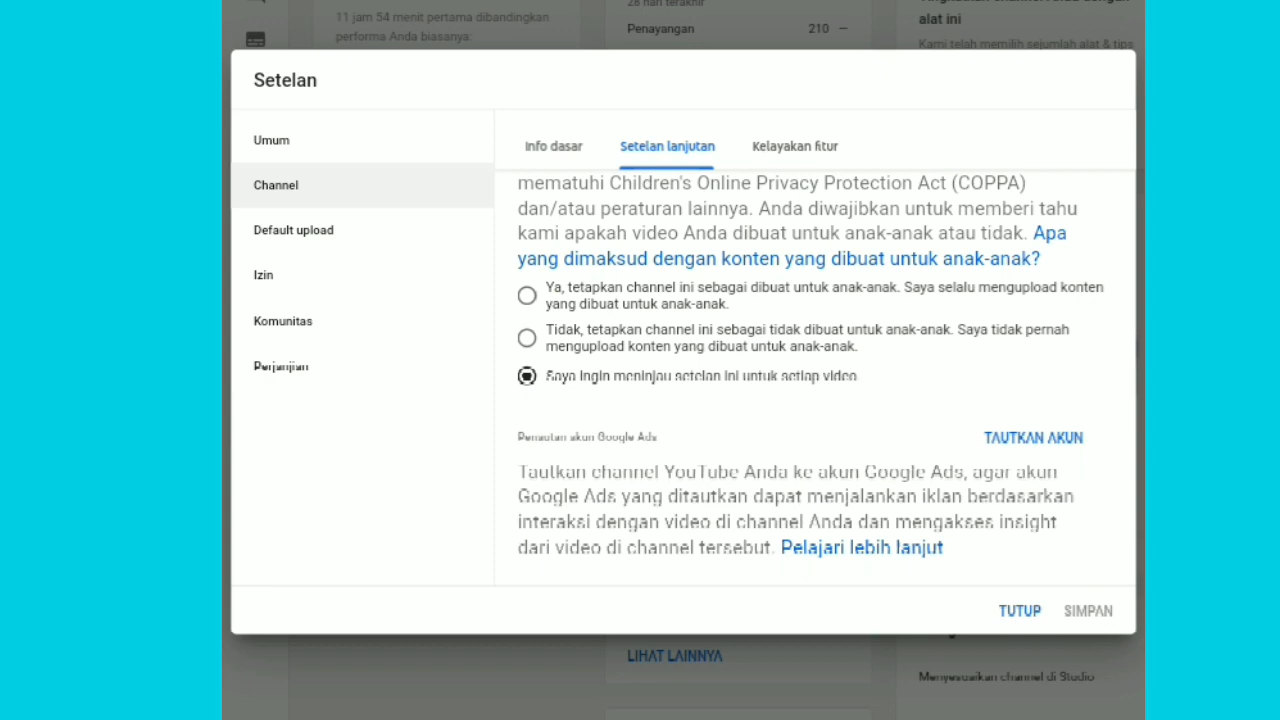 11 jam 54 menit pertama dibandingkan
performa Anda biasanya:
28 hari terakhir
Penayangan 210 —
alat ini
Kami telah memilih sejumlah alat & tips
Setelan
Umum
Channel
Default upload
Izin
Komunitas
Perjanjian
Info dasar
Setelan lanjutan
Kelayakan fitur
mematuhi Children's Online Privacy Protection Act (COPPA)
dan/atau peraturan lainnya. Anda diwajibkan untuk memberi tahu
kami apakah video Anda dibuat untuk anak-anak atau tidak. Apa
yang dimaksud dengan konten yang dibuat untuk anak-anak?
Ya, tetapkan channel ini sebagai dibuat untuk anak-anak. Saya selalu mengupload konten
yang dibuat untuk anak-anak.
Tidak, tetapkan channel ini sebagai tidak dibuat untuk anak-anak. Saya tidak pernah
mengupload konten yang dibuat untuk anak-anak.
Saya ingin meninjau setelan ini untuk setiap video
Penautan akun Google Ads
TAUTKAN AKUN
Tautkan channel YouTube Anda ke akun Google Ads, agar akun
Google Ads yang ditautkan dapat menjalankan iklan berdasarkan
interaksi dengan video di channel Anda dan mengakses insight
dari video di channel tersebut. Pelajari lebih lanjut
TUTUP
SIMPAN
LIHAT LAINNYA
Menyesuaikan channel di Studio